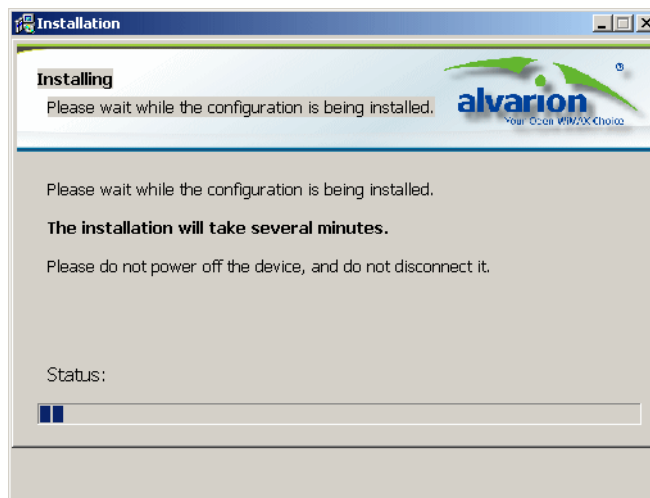 Installation
Installing
Please wait while the configuration is being installed.
alvarion
Your Open WiMAX Choice
Please wait while the configuration is being installed.
The installation will take several minutes.
Please do not power off the device, and do not disconnect it.
Status: